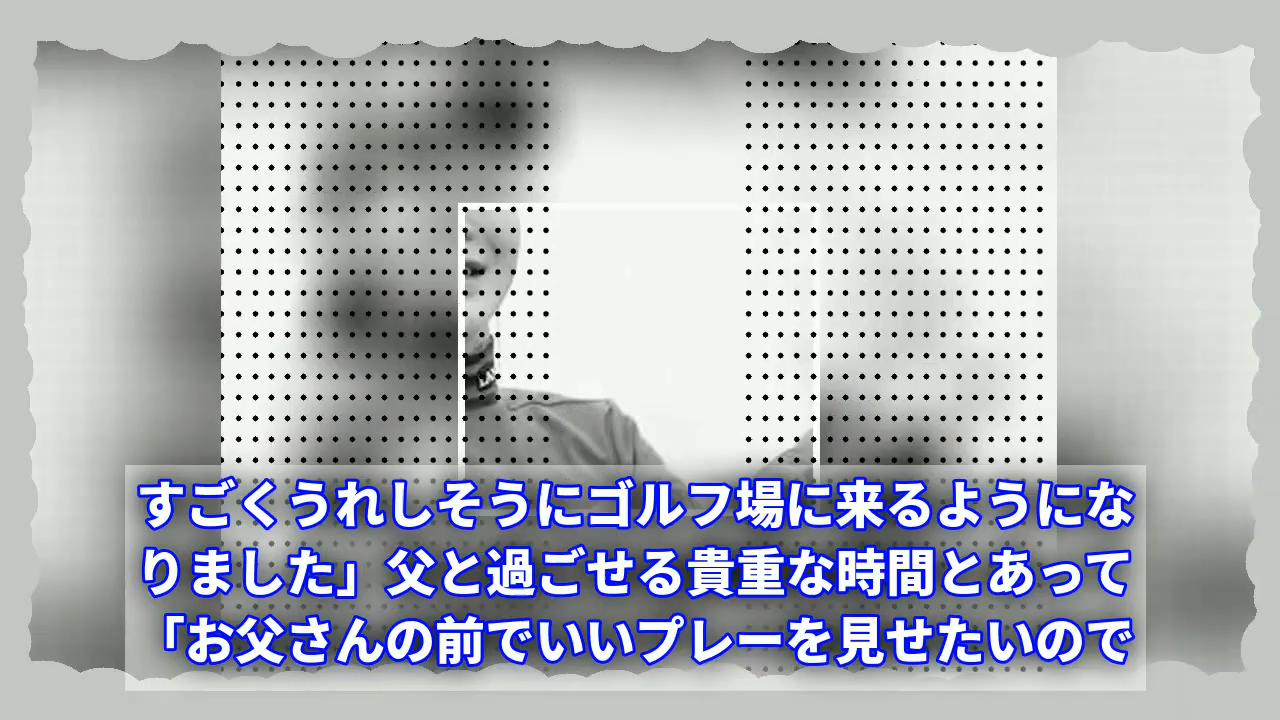 すごくうれしそうにゴルフ場に来るようにな
りました」父と過ごせる貴重な時間とあって
「お父さんの前でいいプレーを見せたいので